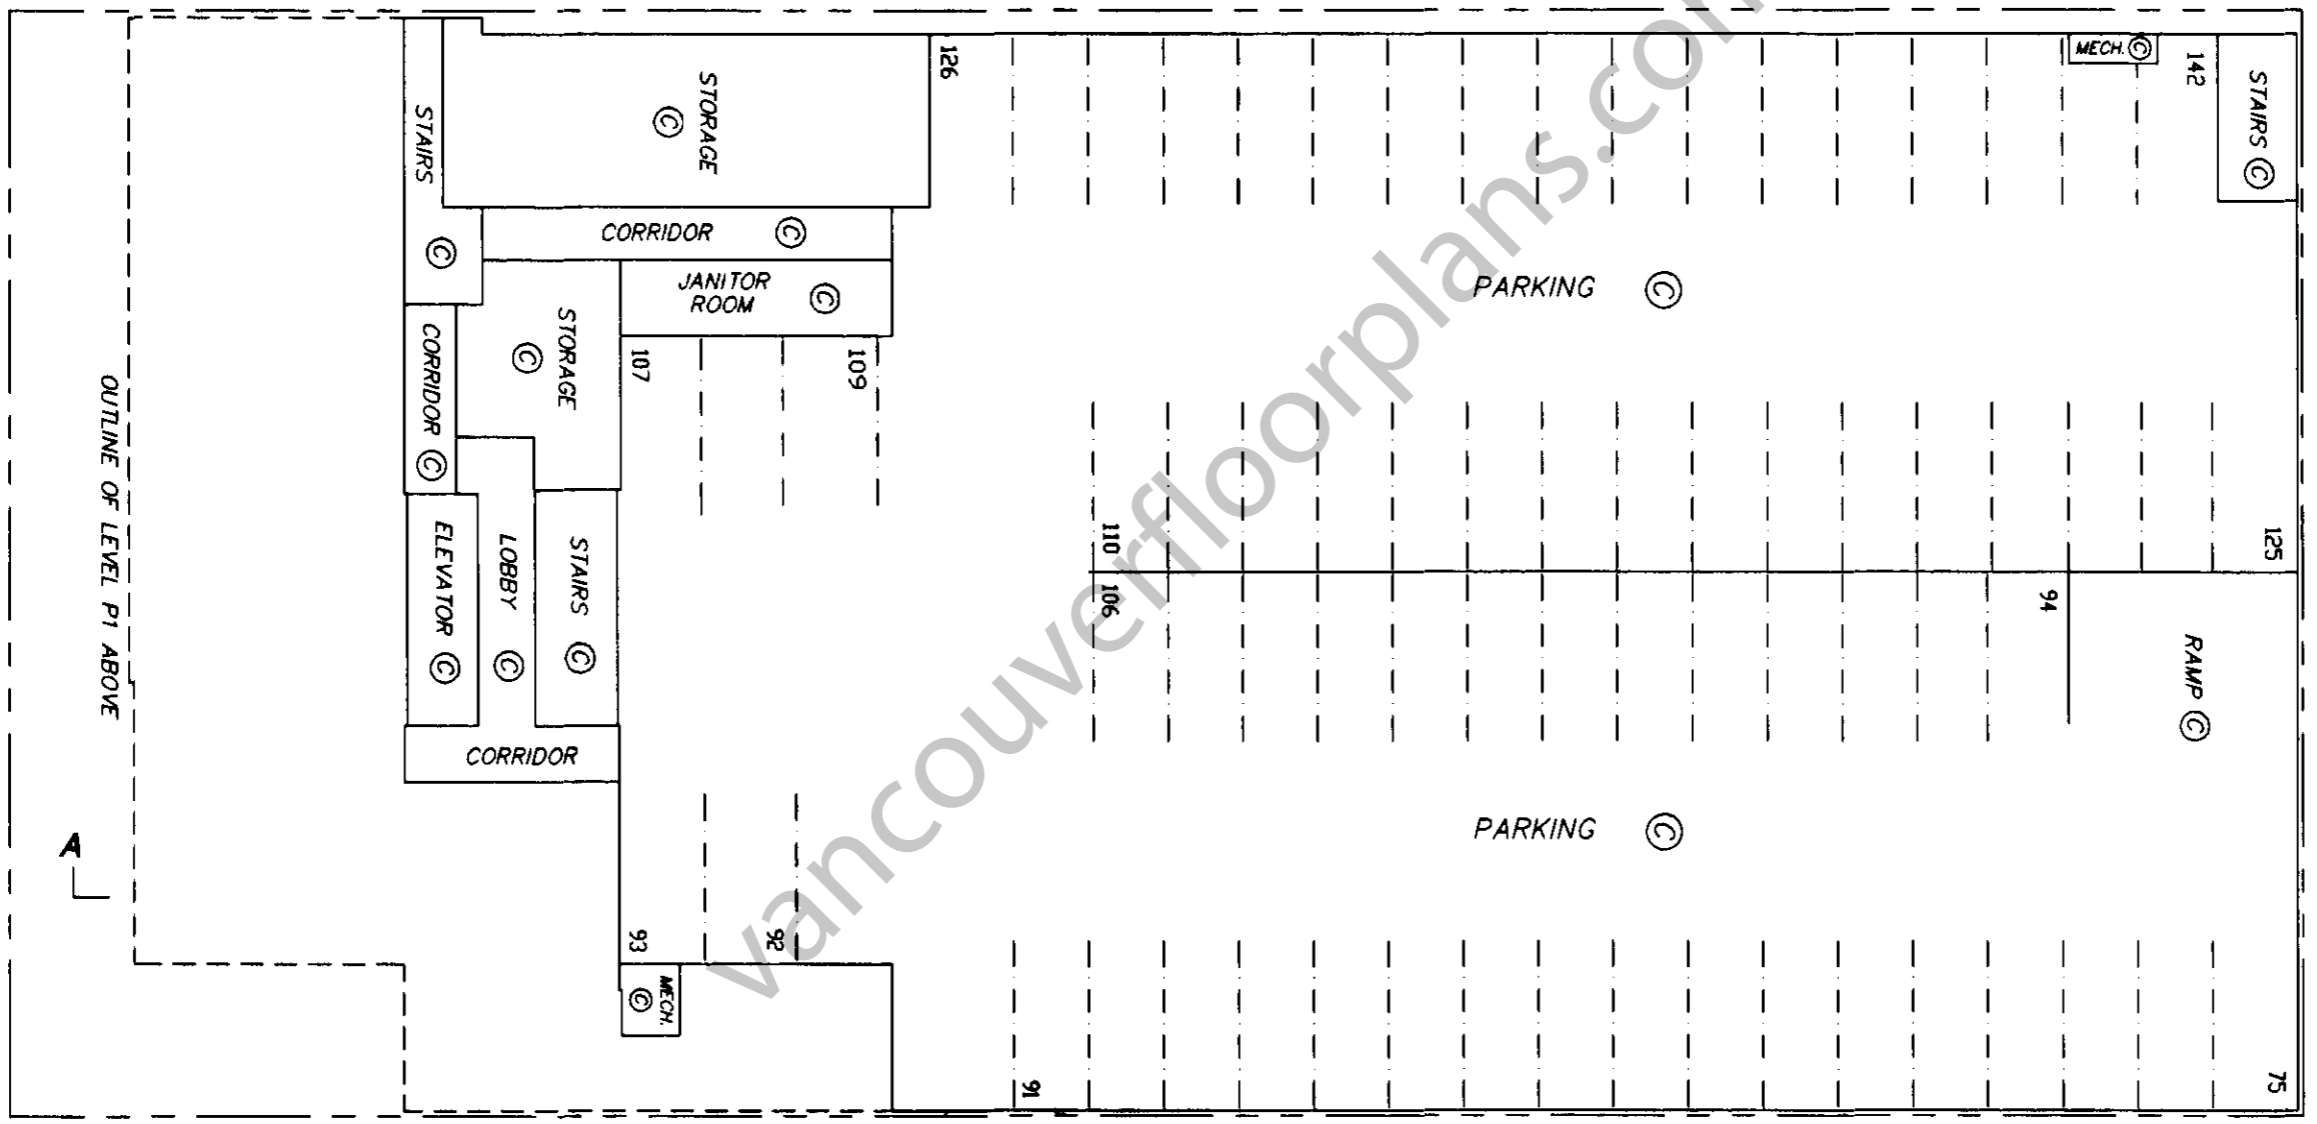 126
MECH. ©
142
STAIRS ©
STORAGE
©
STAIRS
©
CORRIDOR ©
JANITOR
ROOM ©
PARKING ©
STORAGE
©
107
109
CORRIDOR ©
110
125
106
94
ELEVATOR ©
LOBBY ©
STAIRS ©
RAMP ©
OUTLINE OF LEVEL P1 ABOVE
CORRIDOR
PARKING ©
A
93
92
MECH.
©
91
75
vancouverfloorplans.com